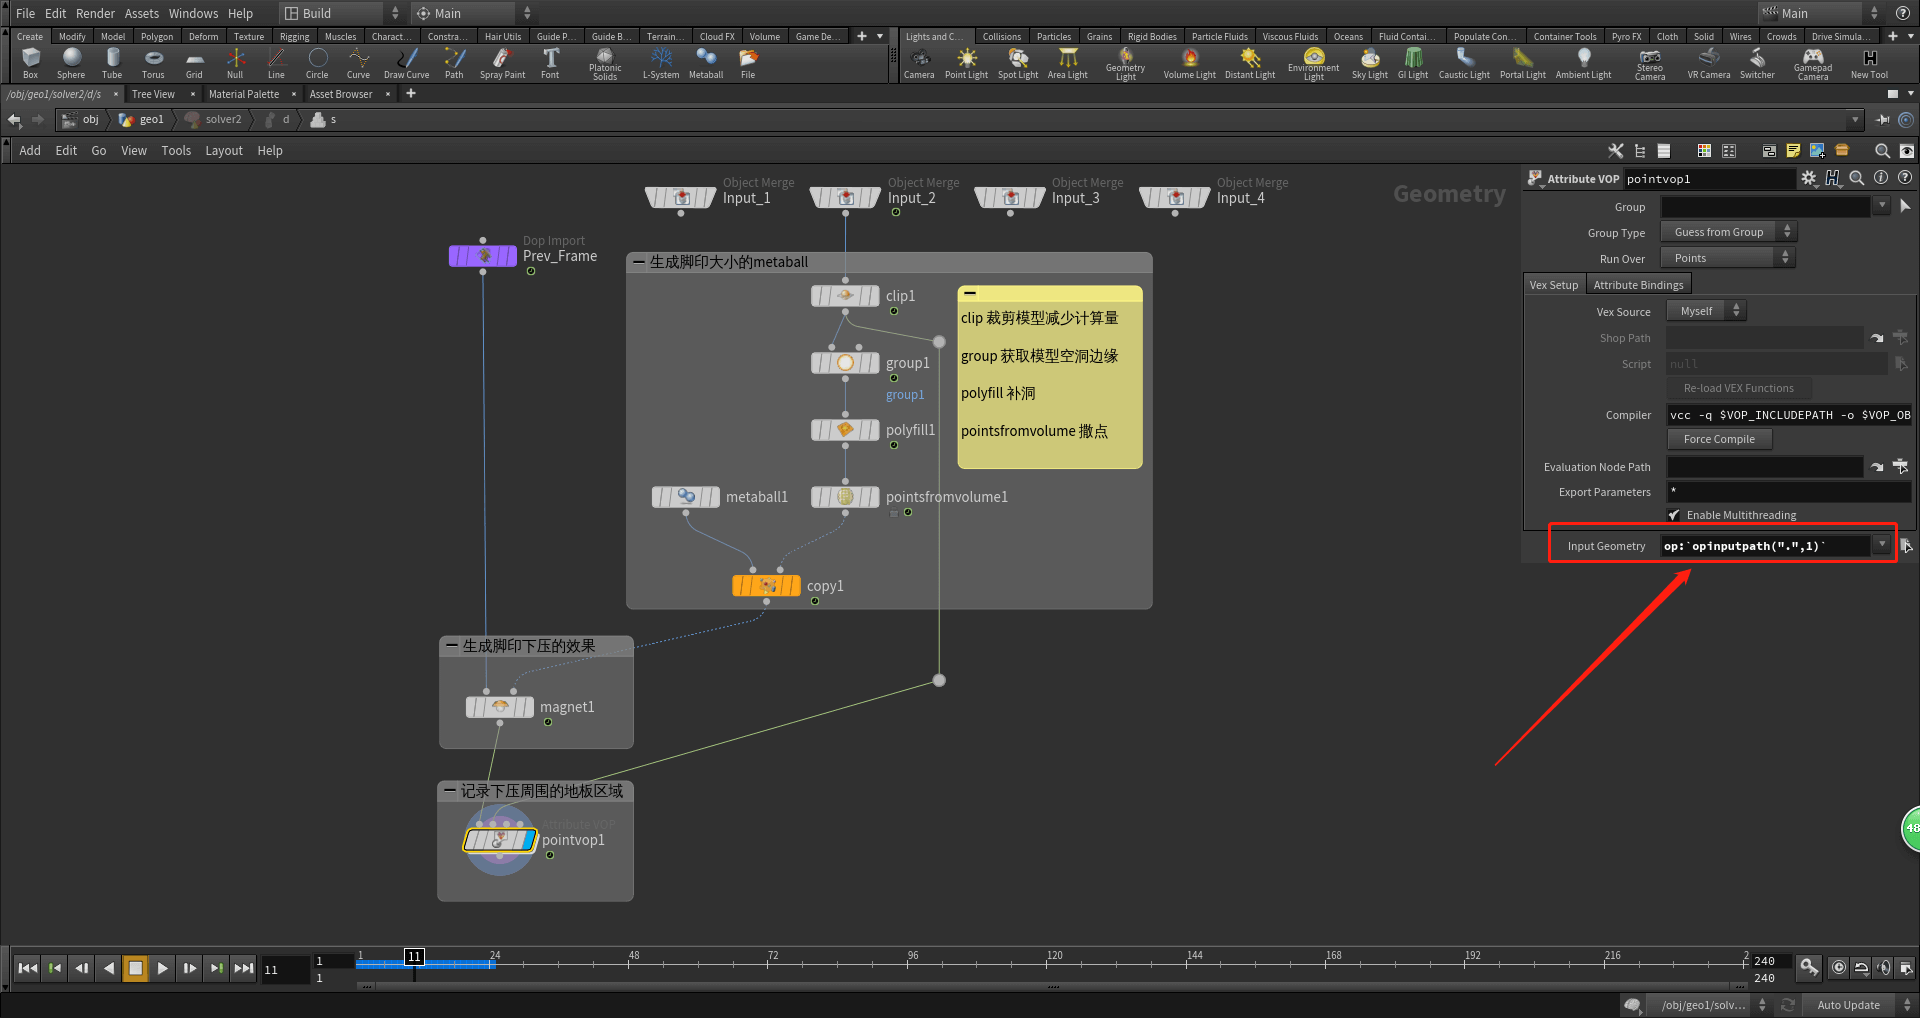 File Edit Render Assets Windows Help Build Main Main
Create Modify Model Polygon Deform Texture Rigging Muscles Charact... Constra... Hair Utils Guide P... Guide B... Terrain... Cloud FX Volume Game De... Lights and C... Collisions Particles Grains Rigid Bodies Particle Fluids Viscous Fluids Oceans Fluid Contai... Populate Con... Container Tools Pyro FX Cloth Solid Wires Crowds Drive Simula...
Box Sphere Tube Torus Grid Null Line Circle Curve Draw Curve Path Spray Paint Font Platonic Solids L-System Metaball File Camera Point Light Spot Light Area Light Geometry Light Volume Light Distant Light Environment Light Sky Light GI Light Caustic Light Portal Light Ambient Light Stereo Camera VR Camera Switcher Gamepad Camera New Tool
/obj/geo1/solver2/d/s Tree View Material Palette Asset Browser
obj geo1 solver2 d s
Add Edit Go View Tools Layout Help
Geometry
Object Merge
Input_1
Object Merge
Input_2
Object Merge
Input_3
Object Merge
Input_4
Dop Import
Prev_Frame
生成脚印大小的metaball
clip1
group1
group1
polyfill1
metaball1
pointsfromvolume1
copy1
clip 裁剪模型减少计算量
group 获取模型空洞边缘
polyfill 补洞
pointsfromvolume 撒点
生成脚印下压的效果
magnet1
记录下压周围的地板区域
Attribute VOP
pointvop1
Attribute VOP pointvop1
Group
Group Type Guess from Group
Run Over Points
Vex Setup Attribute Bindings
Vex Source Myself
Shop Path
Script null
Re-load VEX Functions
Compiler vcc -q $VOP_INCLUDEPATH -o $VOP_OB
Force Compile
Evaluation Node Path
Export Parameters *
Enable Multithreading
Input Geometry op:`opinputpath(".",1)`
48
11 1 1 1 11 24 48 72 96 120 144 168 192 216 2 240 240
/obj/geo1/solv... Auto Update